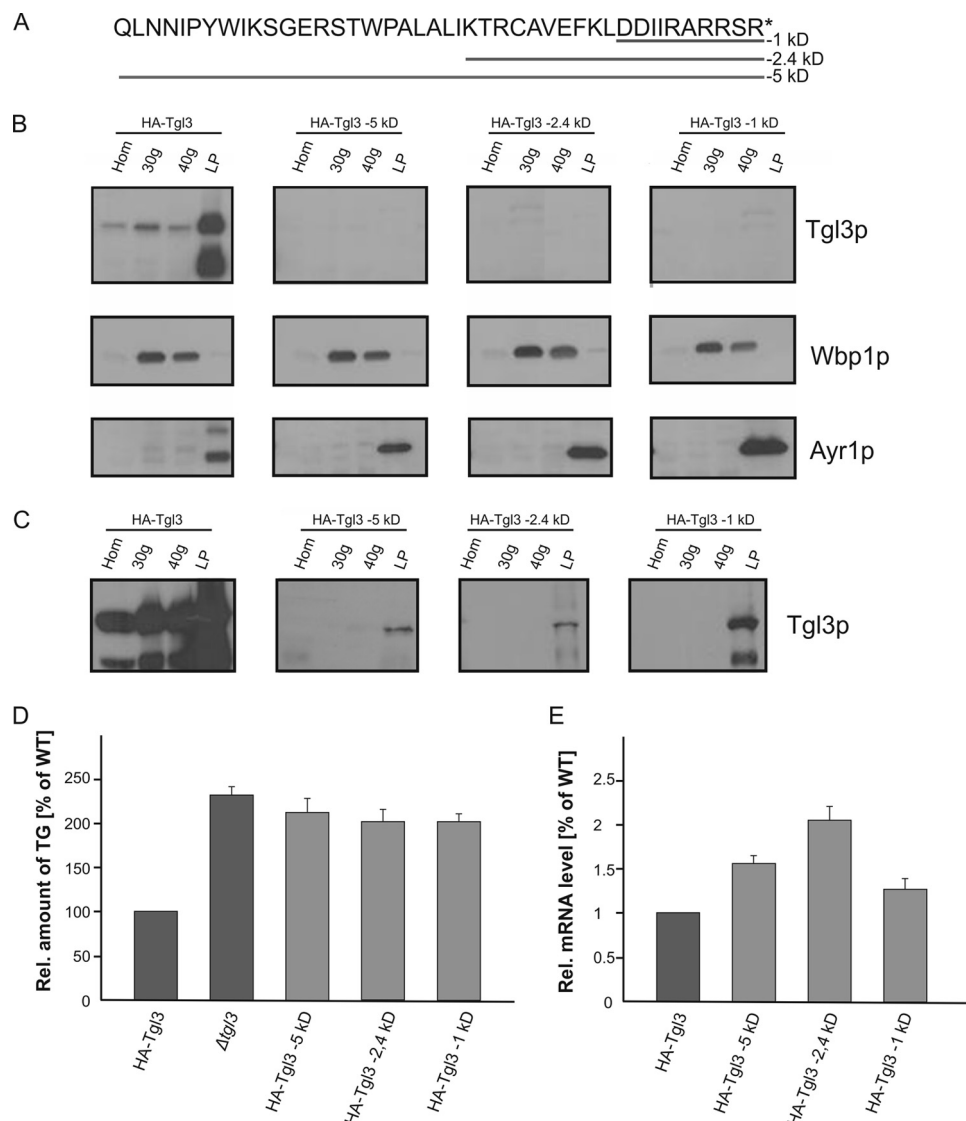 A QLNNIPYWIKSGERSTWPALALIKTRCAVEFKLDDIIRARRSR*
-1 kD
-2.4 kD
-5 kD
B HA-Tgl3 HA-Tgl3 -5 kD HA-Tgl3 -2.4 kD HA-Tgl3 -1 kD
Hom 30g 40g LP Hom 30g 40g LP Hom 30g 40g LP Hom 30g 40g LP
Tgl3p
Wbp1p
Ayr1p
C HA-Tgl3 HA-Tgl3 -5 kD HA-Tgl3 -2.4 kD HA-Tgl3 -1 kD
Hom 30g 40g LP Hom 30g 40g LP Hom 30g 40g LP Hom 30g 40g LP
Tgl3p
D
Rel. amount of TG [% of WT]
250
200
150
100
50
0
HA-Tgl3 Δtgl3 HA-Tgl3 -5 kD HA-Tgl3 -2,4 kD HA-Tgl3 -1 kD
E
Rel. mRNA level [% of WT]
2.5
2
1.5
1
0.5
0
HA-Tgl3 HA-Tgl3 -5 kD HA-Tgl3 -2,4 kD HA-Tgl3 -1 kD